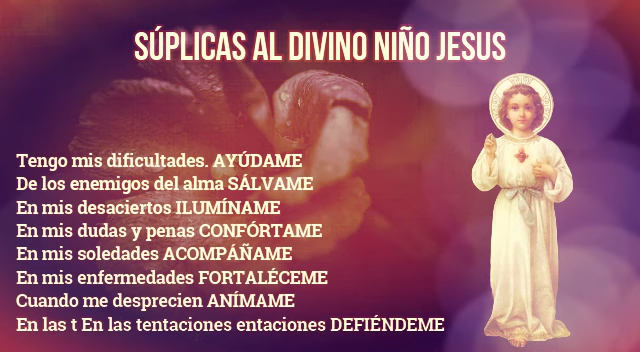 SÚPLICAS AL DIVINO NIÑO JESUS
Tengo mis dificultades. AYÚDAME
De los enemigos del alma SÁLVAME
En mis desaciertos ILUMÍNAME
En mis dudas y penas CONFÓRTAME
En mis soledades ACOMPÁÑAME
En mis enfermedades FORTALÉCEME
Cuando me desprecien ANÍMAME
En las t En las tentaciones entaciones DEFIÉNDEME